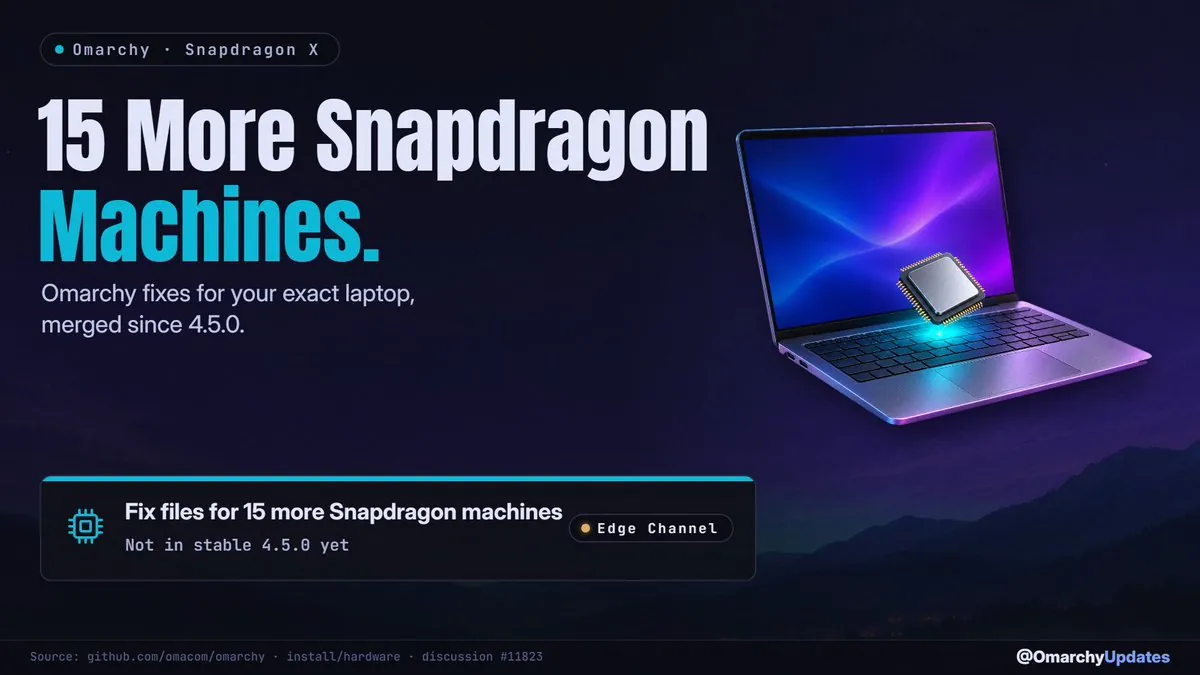 Omarchy · Snapdragon X
15 More Snapdragon
Machines.
Omarchy fixes for your exact laptop,
merged since 4.5.0.
Fix files for 15 more Snapdragon machines
Not in stable 4.5.0 yet
Edge Channel
Source: github.com/omacom/omarchy · install/hardware · discussion #11823
@OmarchyUpdates